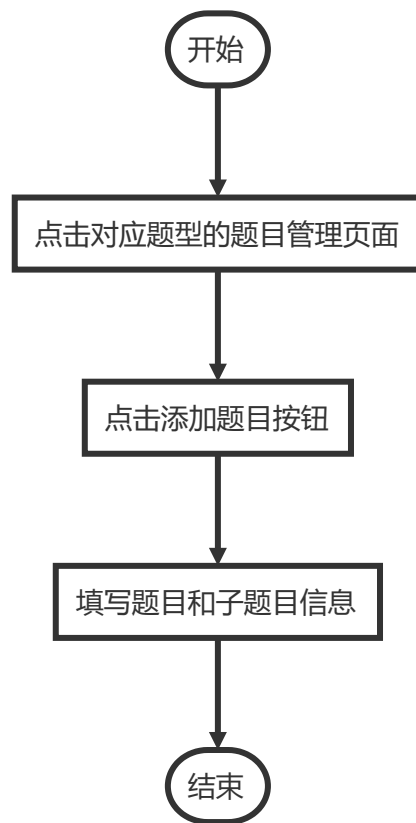 开始
点击对应题型的题目管理页面
点击添加题目按钮
填写题目和子题目信息
结束